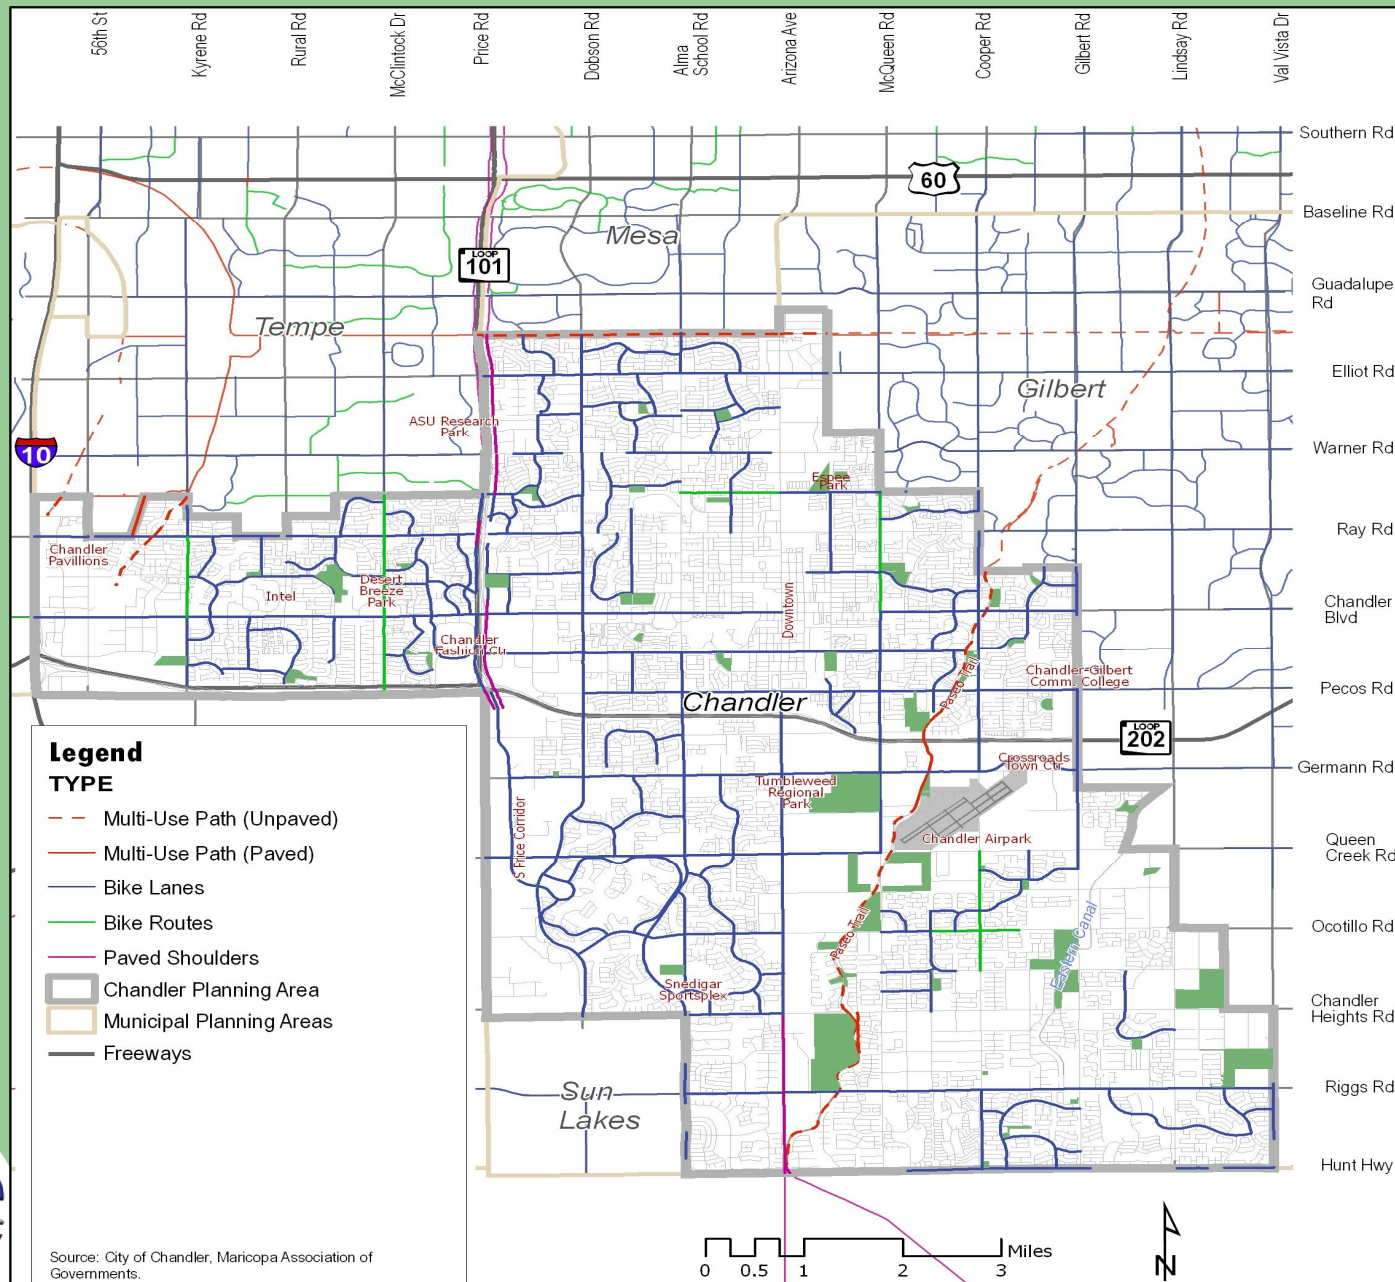 56th St
Kyrene Rd
Rural Rd
McClintock Dr
Price Rd
Dobson Rd
Alma
School Rd
Arizona Ave
McQueen Rd
Cooper Rd
Gilbert Rd
Lindsay Rd
Val Vista Dr
Southern Rd
60
Baseline Rd
Mesa
LOOP
101
Guadalupe
Rd
Tempe
Elliot Rd
Gilbert
ASU Research
Park
10
Warner Rd
Espee
Park
Ray Rd
Chandler
Pavillions
Desert
Breeze
Park
Intel
Downtown
Chandler
Blvd
Chandler
Fashion Ctr
Paseo Trail
Chandler-Gilbert
Comm. College
Pecos Rd
Chandler
LOOP
202
Crossroads
Town Ctr
Germann Rd
Tumbleweed
Regional
Park
S Price Corridor
Chandler Airpark
Queen
Creek Rd
Paseo Trail
Eastern Canal
Ocotillo Rd
Snedigar
Sportsplex
Chandler
Heights Rd
Sun
Lakes
Riggs Rd
Hunt Hwy
Legend
TYPE
Multi-Use Path (Unpaved)
Multi-Use Path (Paved)
Bike Lanes
Bike Routes
Paved Shoulders
Chandler Planning Area
Municipal Planning Areas
Freeways
Source: City of Chandler, Maricopa Association of
Governments.
Miles
0 0.5 1 2 3
N